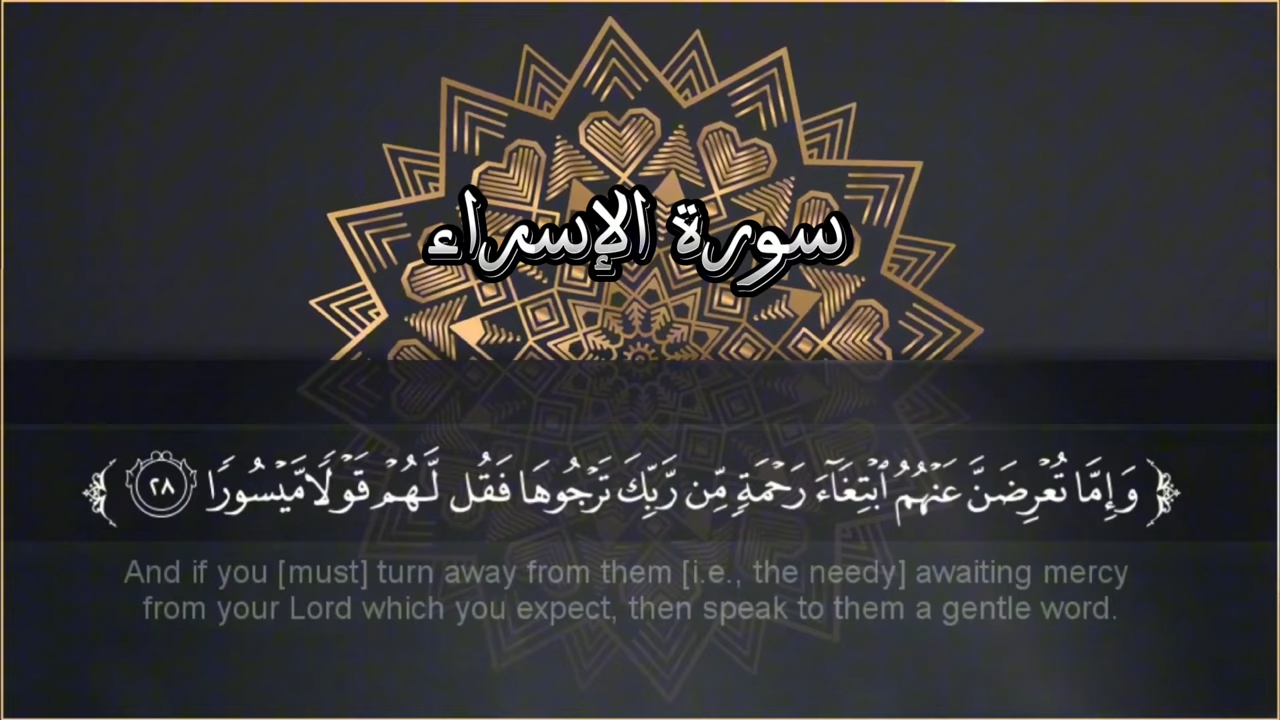 سورة الإسراء
﴿ وَإِمَّا تُعْرِضَنَّ عَنْهُمُ ٱبْتِغَآءَ رَحْمَةٍ مِّن رَّبِّكَ تَرْجُوهَا فَقُل لَّهُمْ قَوْلًا مَّيْسُورًا ٢٨ ﴾
And if you [must] turn away from them [i.e., the needy] awaiting mercy
from your Lord which you expect, then speak to them a gentle word.